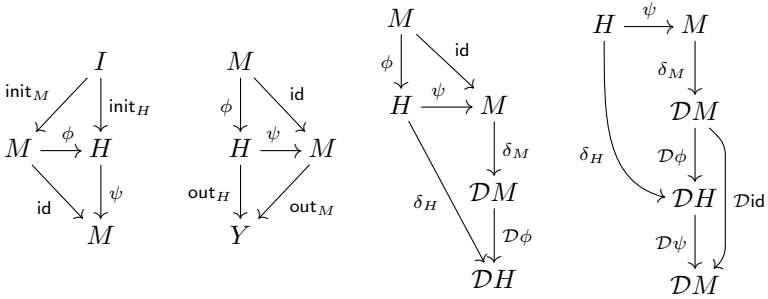 I
init_M
init_H
M
ϕ
H
id
ψ
M
M
ϕ
id
H
ψ
M
out_H
out_M
Y
M
ϕ
id
H
ψ
M
δ_M
δ_H
𝒟M
𝒟ϕ
𝒟H
H
ψ
M
δ_M
𝒟M
δ_H
𝒟ϕ
𝒟H
𝒟id
𝒟ψ
𝒟M